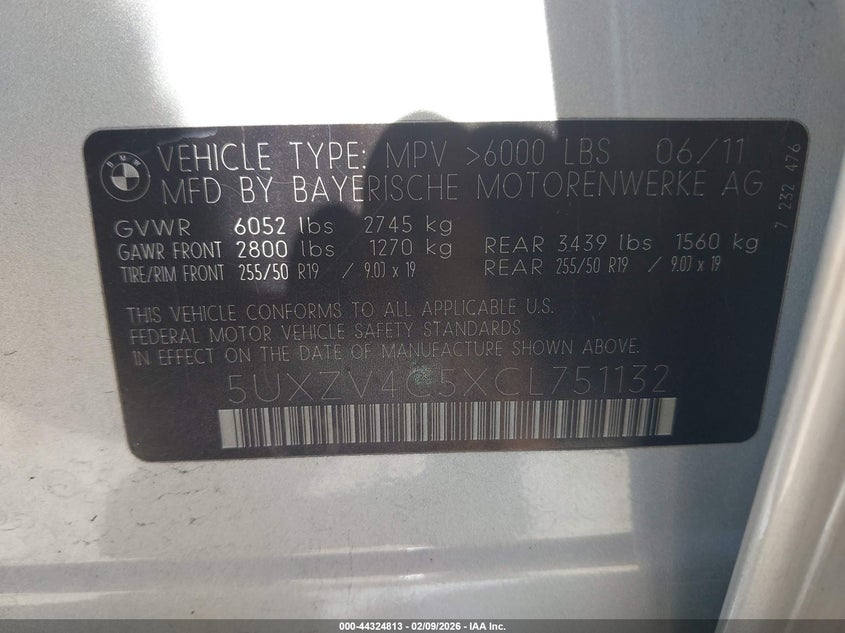 BMW
VEHICLE TYPE: MPV >6000 LBS 06/11
MFD BY BAYERISCHE MOTORENWERKE AG
GVWR 6052 lbs 2745 kg
GAWR FRONT 2800 lbs 1270 kg REAR 3439 lbs 1560 kg
TIRE/RIM FRONT 255/50 R19 / 9.0J x 19 REAR 255/50 R19 / 9.0J x 19
THIS VEHICLE CONFORMS TO ALL APPLICABLE U.S.
FEDERAL MOTOR VEHICLE SAFETY STANDARDS
IN EFFECT ON THE DATE OF MANUFACTURE SHOWN ABOVE.
5UXZV4C5XCL751132
7 232 476
000-44324813 - 02/09/2026 - IAA Inc.